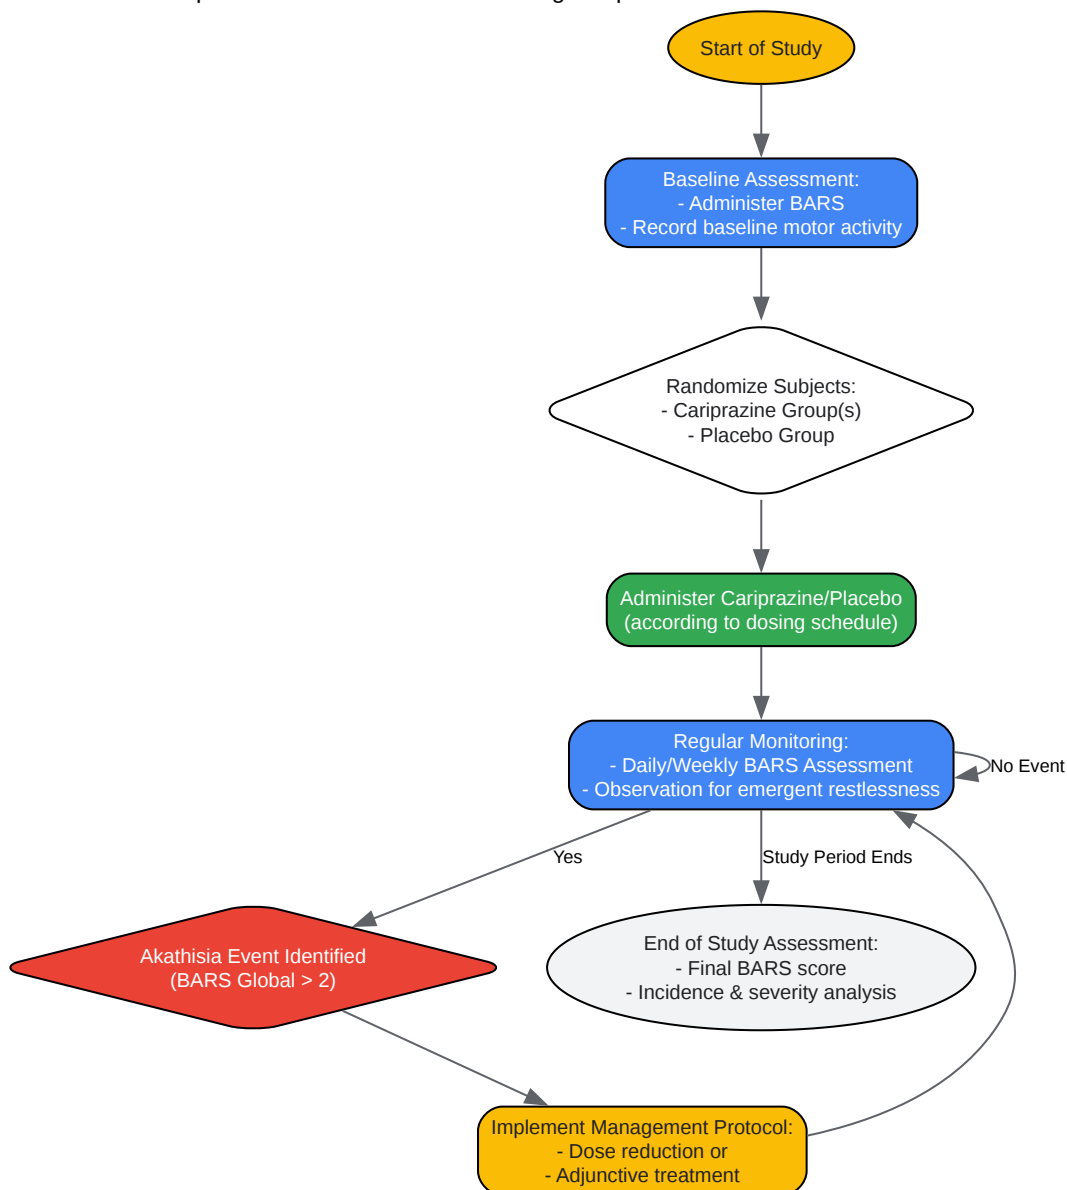 Start of Study
Baseline Assessment:
- Administer BARS
- Record baseline motor activity
Randomize Subjects:
- Cariprazine Group(s)
- Placebo Group
Administer Cariprazine/Placebo
(according to dosing schedule)
Regular Monitoring:
- Daily/Weekly BARS Assessment
- Observation for emergent restlessness
No Event
Yes
Study Period Ends
Akathisia Event Identified
(BARS Global > 2)
End of Study Assessment:
- Final BARS score
- Incidence & severity analysis
Implement Management Protocol:
- Dose reduction or
- Adjunctive treatment